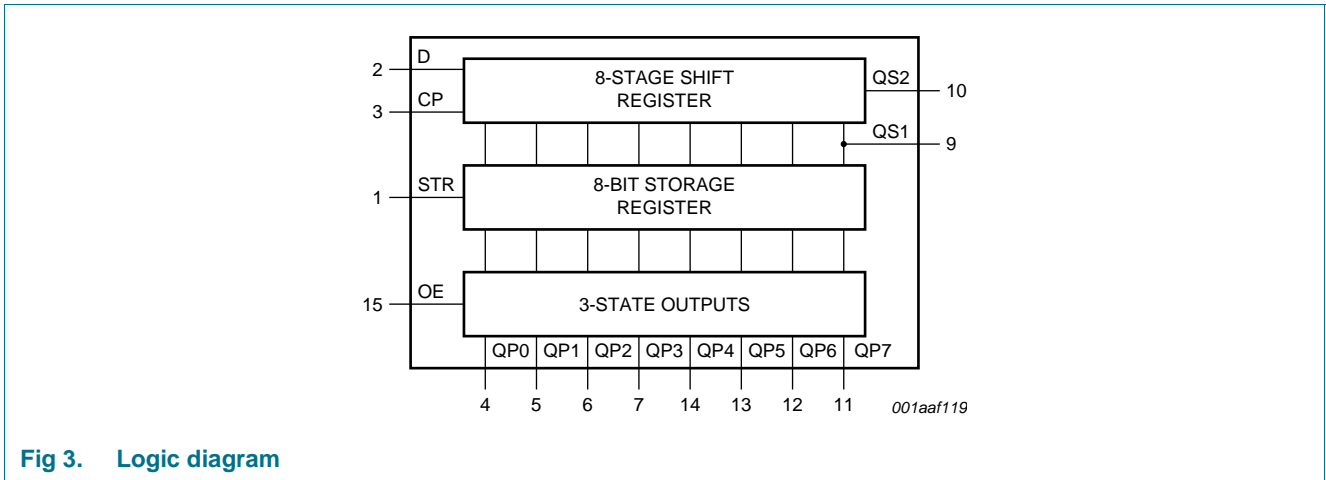 D
2
8-STAGE SHIFT
REGISTER
QS2
10
CP
3
QS1
9
STR
1
8-BIT STORAGE
REGISTER
OE
15
3-STATE OUTPUTS
QP0 QP1 QP2 QP3 QP4 QP5 QP6 QP7
4 5 6 7 14 13 12 11
001aaf119
Fig 3. Logic diagram